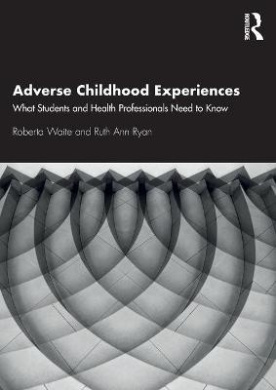 ROUTLEDGE
Adverse Childhood Experiences
What Students and Health Professionals Need to Know
Roberta Waite and Ruth Ann Ryan